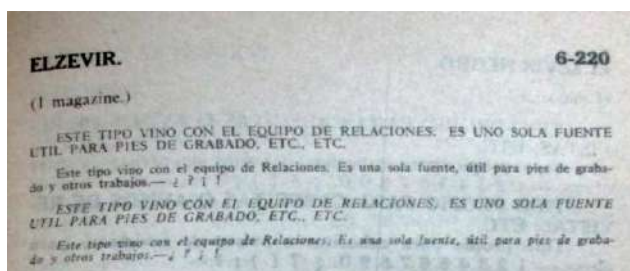 ELZEVIR. 6-220
(1 magazine.)
ESTE TIPO VINO CON EL EQUIPO DE RELACIONES. ES UNO SOLA FUENTE
UTIL PARA PIES DE GRABADO, ETC., ETC.
Este tipo vino con el equipo de Relaciones. Es una sola fuente, útil para pies de graba-
do y otros trabajos.— ¿ ? ¡ !
ESTE TIPO VINO CON EL EQUIPO DE RELACIONES, ES UNO SOLA FUENTE
UTIL PARA PIES DE GRABADO, ETC., ETC.
Este tipo vino con el equipo de Relaciones. Es una sola fuente, útil para pies de graba-
do y otros trabajos.— ¿ ? ¡ !